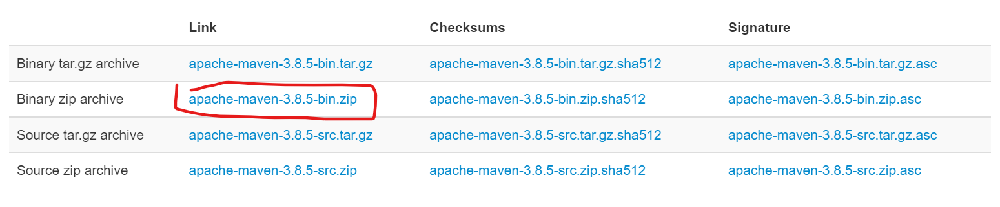 Link Checksums Signature
Binary tar.gz archive apache-maven-3.8.5-bin.tar.gz apache-maven-3.8.5-bin.tar.gz.sha512 apache-maven-3.8.5-bin.tar.gz.asc
Binary zip archive apache-maven-3.8.5-bin.zip apache-maven-3.8.5-bin.zip.sha512 apache-maven-3.8.5-bin.zip.asc
Source tar.gz archive apache-maven-3.8.5-src.tar.gz apache-maven-3.8.5-src.tar.gz.sha512 apache-maven-3.8.5-src.tar.gz.asc
Source zip archive apache-maven-3.8.5-src.zip apache-maven-3.8.5-src.zip.sha512 apache-maven-3.8.5-src.zip.asc